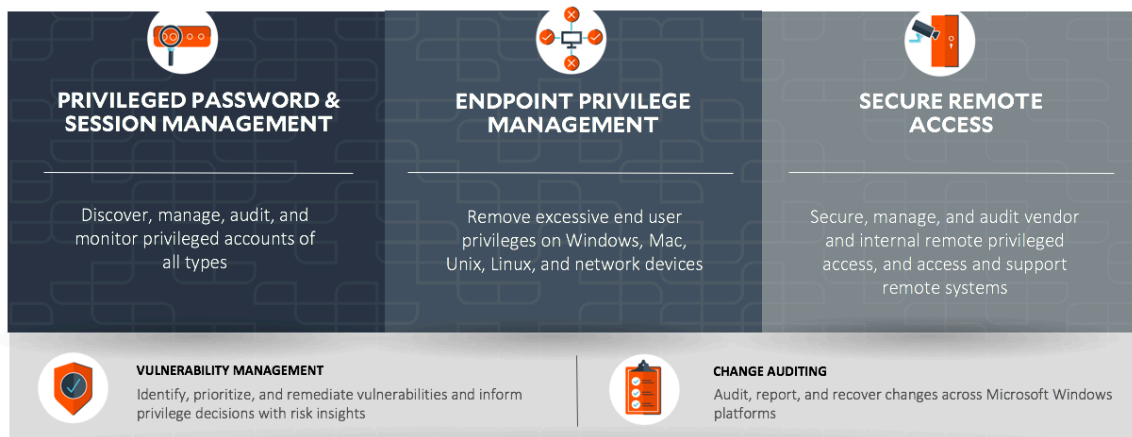 PRIVILEGED PASSWORD &
SESSION MANAGEMENT
Discover, manage, audit, and
monitor privileged accounts of
all types
ENDPOINT PRIVILEGE
MANAGEMENT
Remove excessive end user
privileges on Windows, Mac,
Unix, Linux, and network devices
SECURE REMOTE
ACCESS
Secure, manage, and audit vendor
and internal remote privileged
access, and access and support
remote systems
VULNERABILITY MANAGEMENT
Identify, prioritize, and remediate vulnerabilities and inform
privilege decisions with risk insights
CHANGE AUDITING
Audit, report, and recover changes across Microsoft Windows
platforms